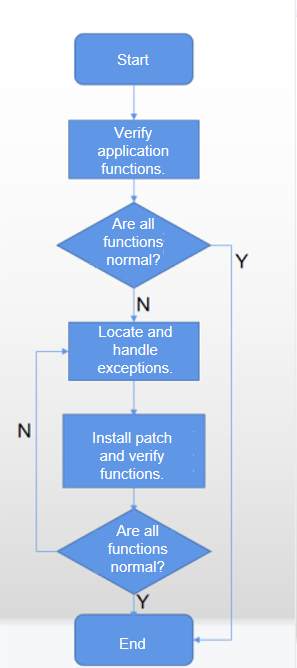 Start
Verify
application
functions.
Are all
functions
normal?
Y
N
Locate and
handle
exceptions.
N
Install patch
and verify
functions.
Are all
functions
normal?
Y
End